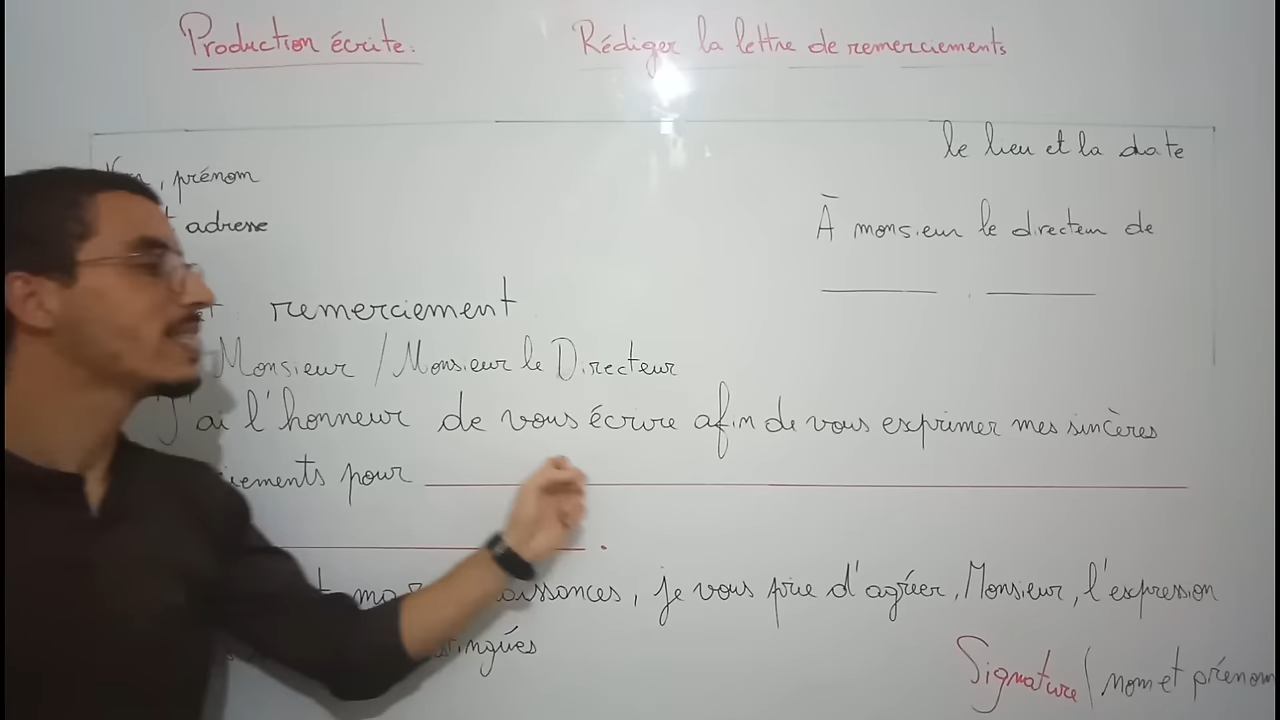 Production écrite: Rédiger la lettre de remerciements
le lieu et la date
, prénom
adresse
À monsieur le directeur de
remerciement
Monsieur / Monsieur le Directeur
J'ai l'honneur de vous écrire afin de vous exprimer mes sincères
pour
, je vous prie d'agréer, Monsieur, l'expression
Signature / nom et prénom